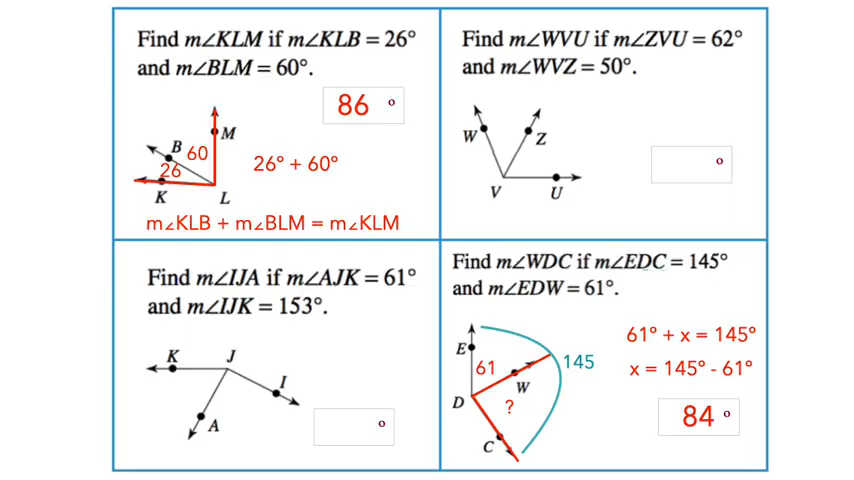 Find m∠KLM if m∠KLB = 26°
and m∠BLM = 60°.
86 °
M
B
60
26
K
L
26° + 60°
m∠KLB + m∠BLM = m∠KLM
Find m∠WVU if m∠ZVU = 62°
and m∠WVZ = 50°.
W
Z
V
U
°
Find m∠IJA if m∠AJK = 61°
and m∠IJK = 153°.
K
J
I
A
°
Find m∠WDC if m∠EDC = 145°
and m∠EDW = 61°.
E
61
145
W
D
?
C
61° + x = 145°
x = 145° - 61°
84 °